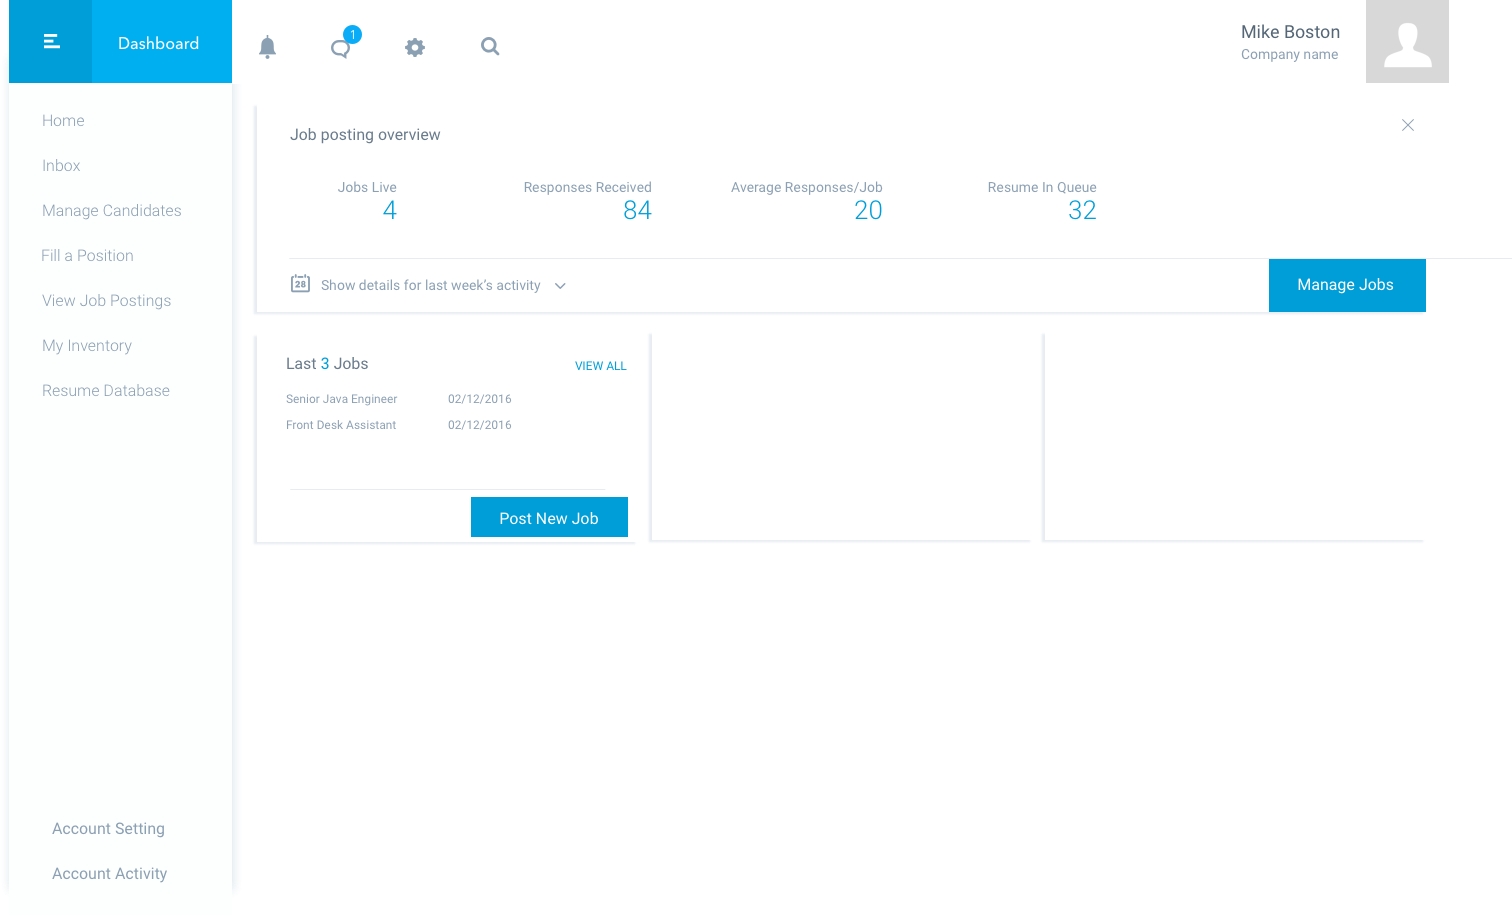 Dashboard
1
Mike Boston
Company name
Home
Inbox
Manage Candidates
Fill a Position
View Job Postings
My Inventory
Resume Database
Account Setting
Account Activity
Job posting overview
Jobs Live
4
Responses Received
84
Average Responses/Job
20
Resume In Queue
32
28
Show details for last week's activity
Manage Jobs
Last 3 Jobs
VIEW ALL
Senior Java Engineer 02/12/2016
Front Desk Assistant 02/12/2016
Post New Job